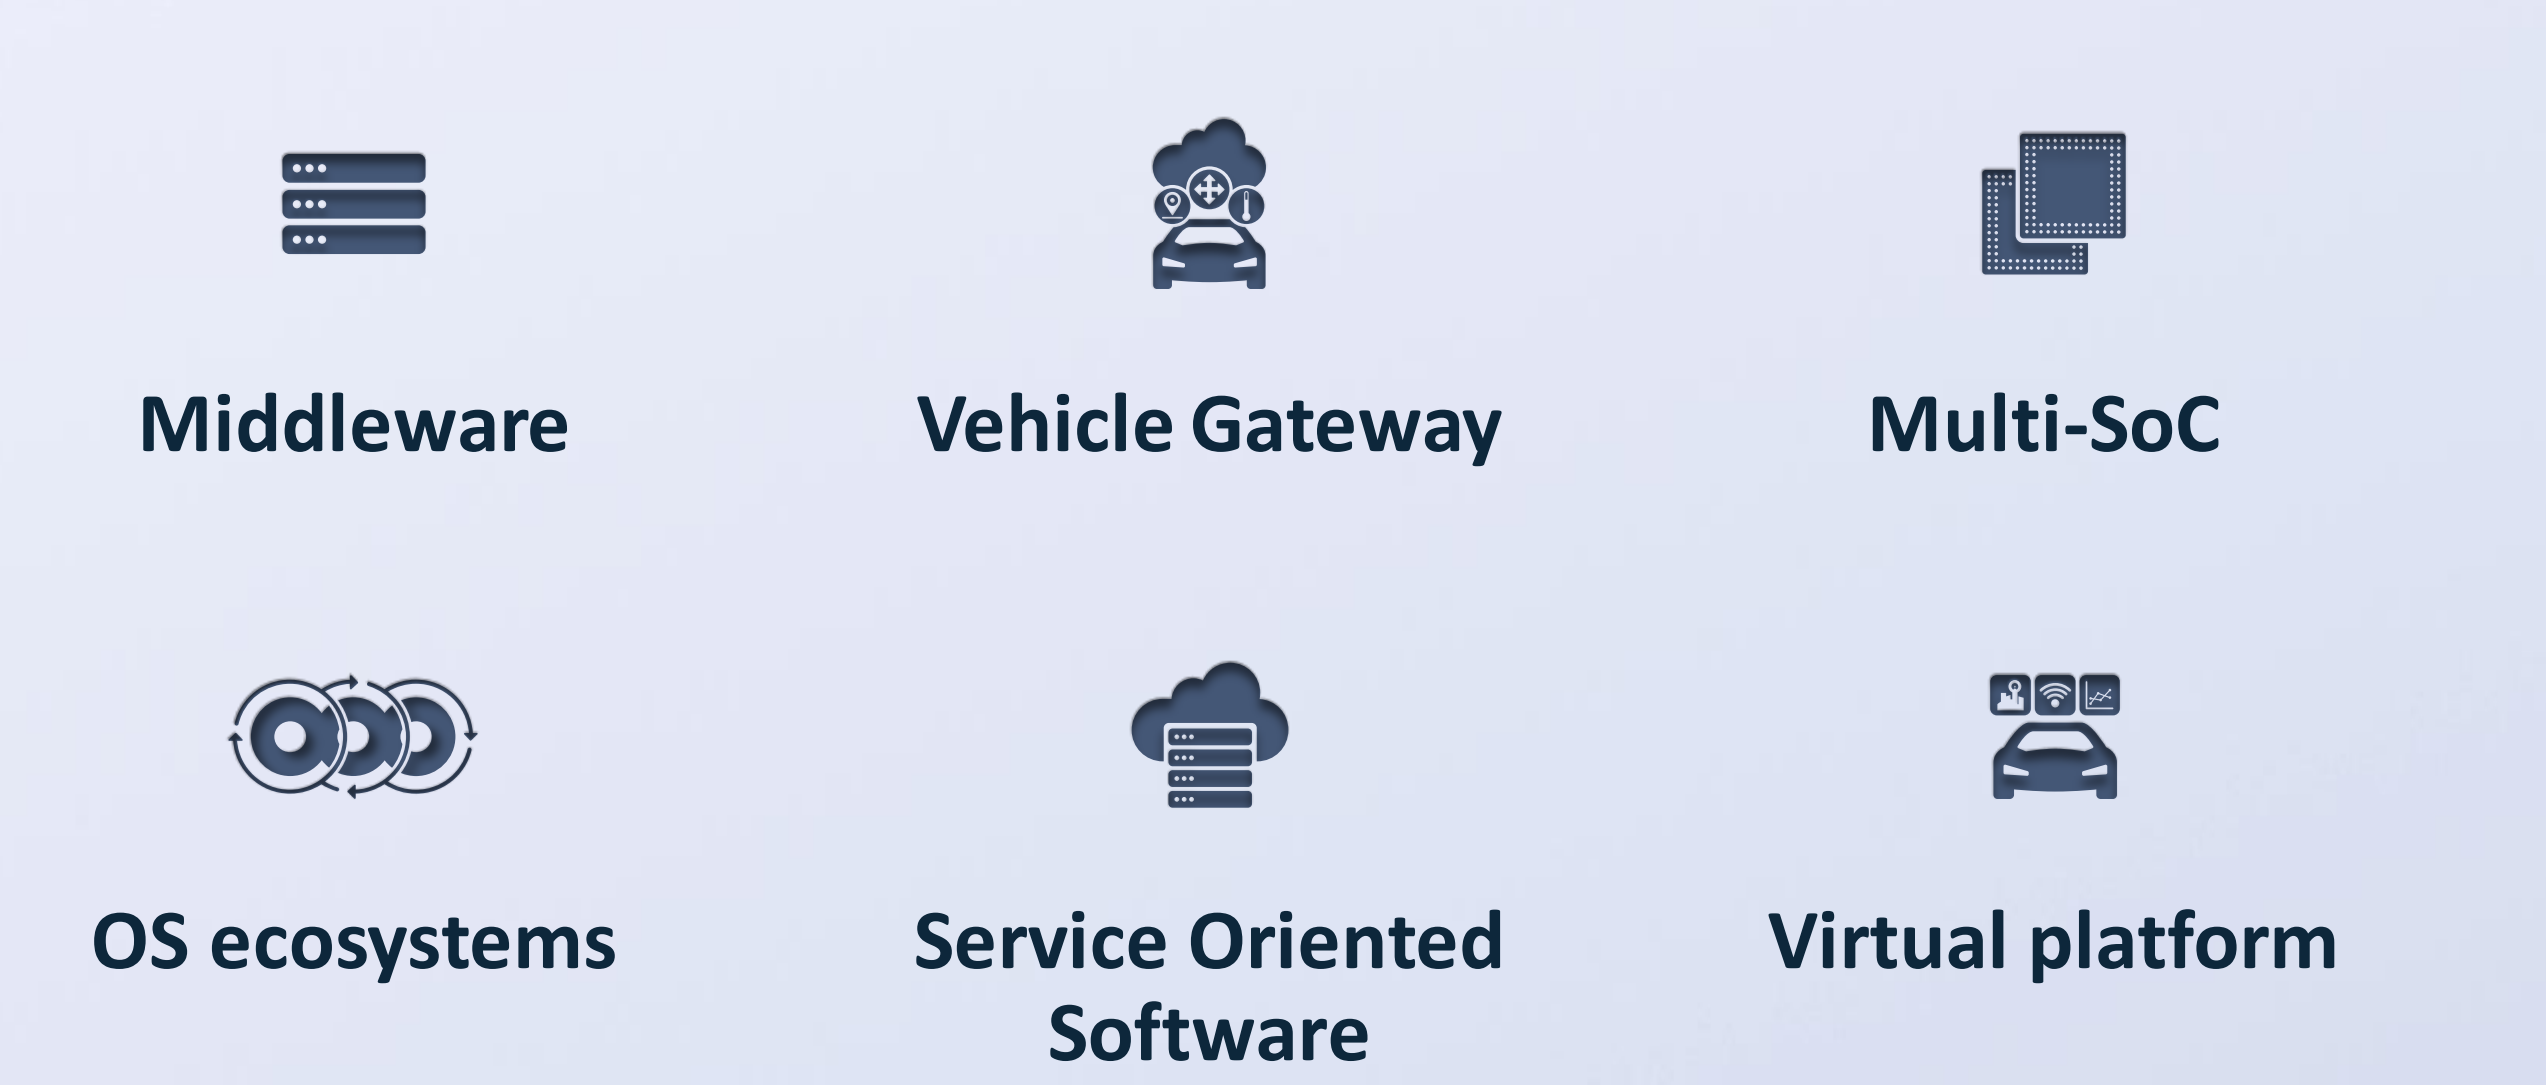 Middleware
Vehicle Gateway
Multi-SoC
OS ecosystems
Service Oriented
Software
Virtual platform